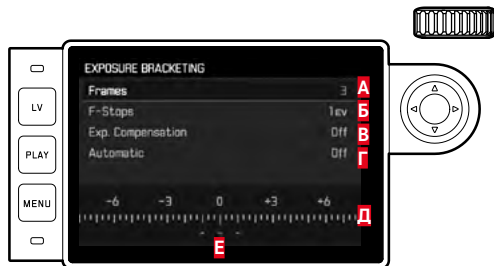 EXPOSURE BRACKETING
Frames 3 А
F-Stops 1EV Б
Exp. Compensation Off В
Automatic Off Г
LV
PLAY
MENU
-6 -3 0 +3 +6
Д
Е